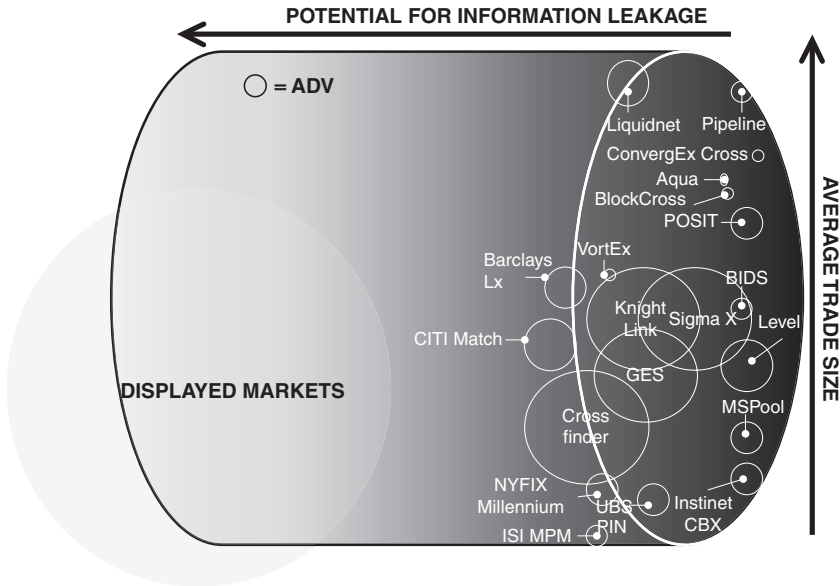 POTENTIAL FOR INFORMATION LEAKAGE
= ADV
Liquidnet
Pipeline
ConvergEx Cross
Aqua
BlockCross
POSIT
AVERAGE TRADE SIZE
VortEx
Barclays
Lx
BIDS
Knight
Link
Sigma X
Level
CITI Match
GES
DISPLAYED MARKETS
MSPool
Cross
finder
NYFIX
Millennium
UBS
PIN
Instinet
CBX
ISI MPM